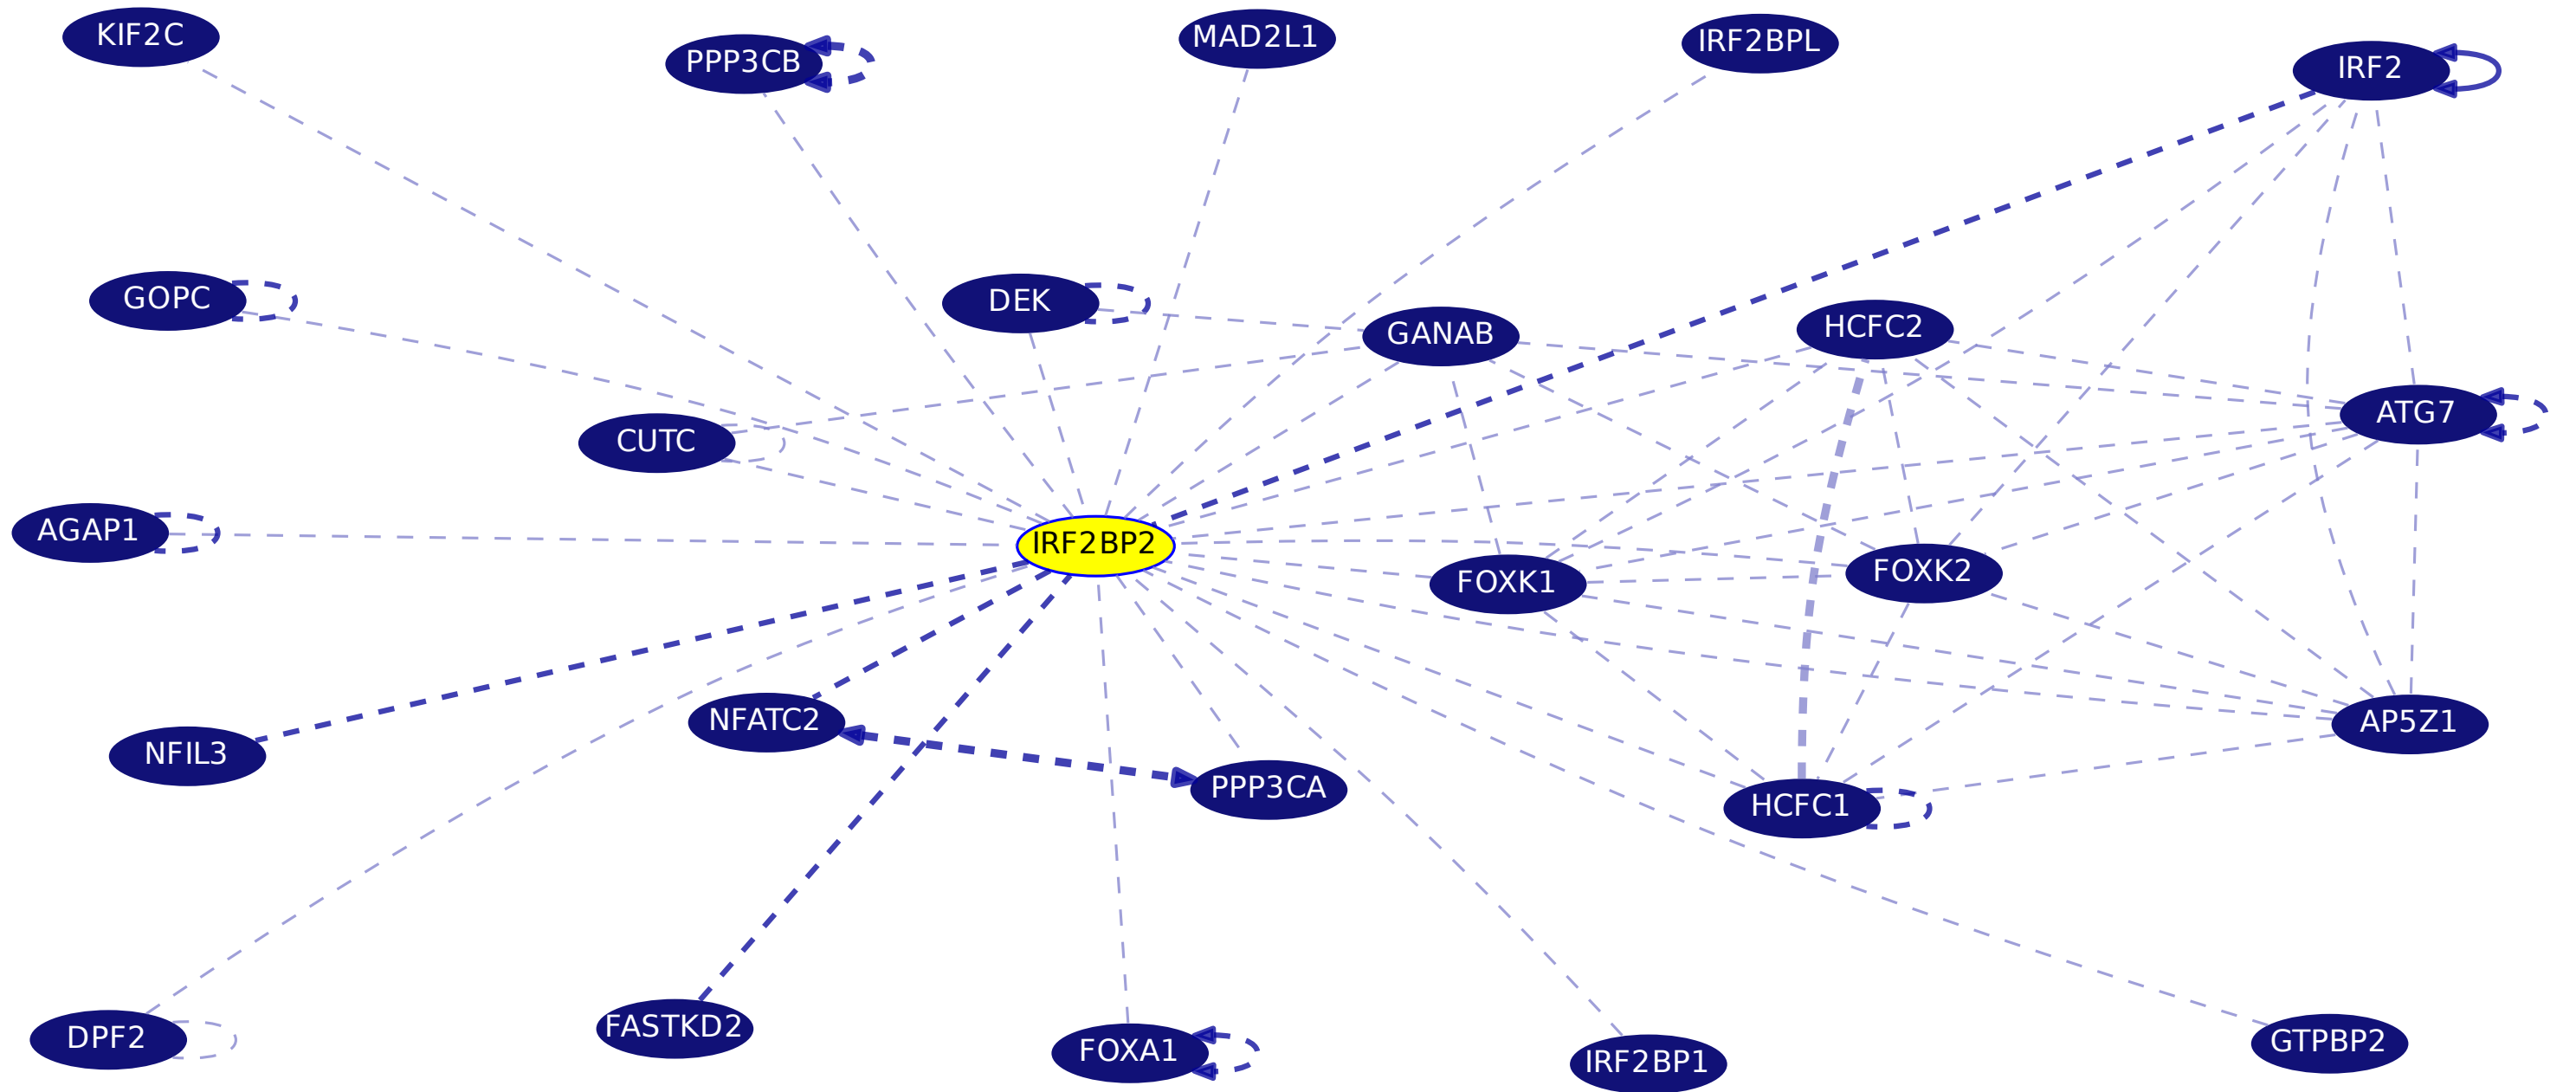 KIF2C
PPP3CB
MAD2L1
IRF2BPL
IRF2
GOPC
DEK
GANAB
HCFC2
ATG7
CUTC
AGAP1
IRF2BP2
FOXK1
FOXK2
NFIL3
NFATC2
PPP3CA
HCFC1
AP5Z1
DPF2
FASTKD2
FOXA1
IRF2BP1
GTPBP2